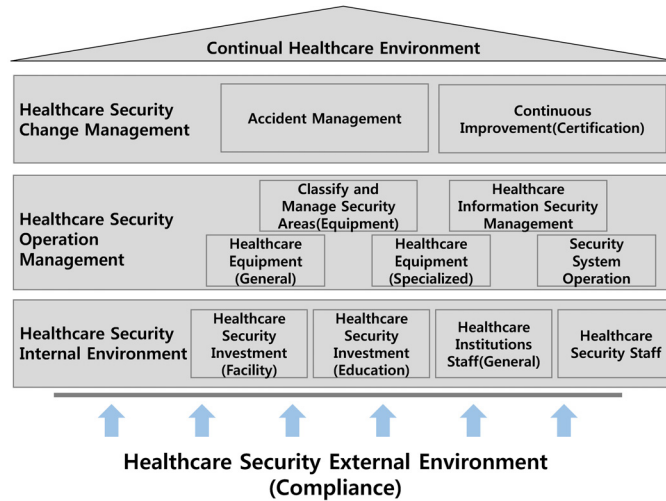 Continual Healthcare Environment
Healthcare Security
Change Management
Accident Management
Continuous
Improvement(Certification)
Healthcare Security
Operation
Management
Classify and
Manage Security
Areas(Equipment)
Healthcare
Information Security
Management
Healthcare
Equipment
(General)
Healthcare
Equipment
(Specialized)
Security
System
Operation
Healthcare Security
Internal Environment
Healthcare
Security
Investment
(Facility)
Healthcare
Security
Investment
(Education)
Healthcare
Institutions
Staff(General)
Healthcare
Security Staff
Healthcare Security External Environment
(Compliance)